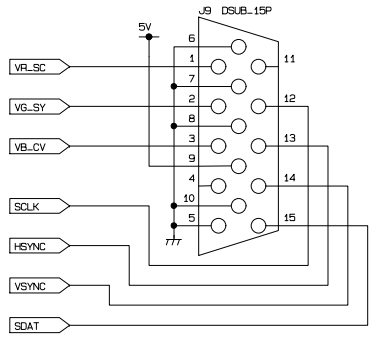 J9 DSUB_15P
5V
6
1
11
VR_SC
7
2
12
VG_SY
8
3
13
VB_CV
9
4
14
10
SCLK
5
15
HSYNC
VSYNC
SDAT